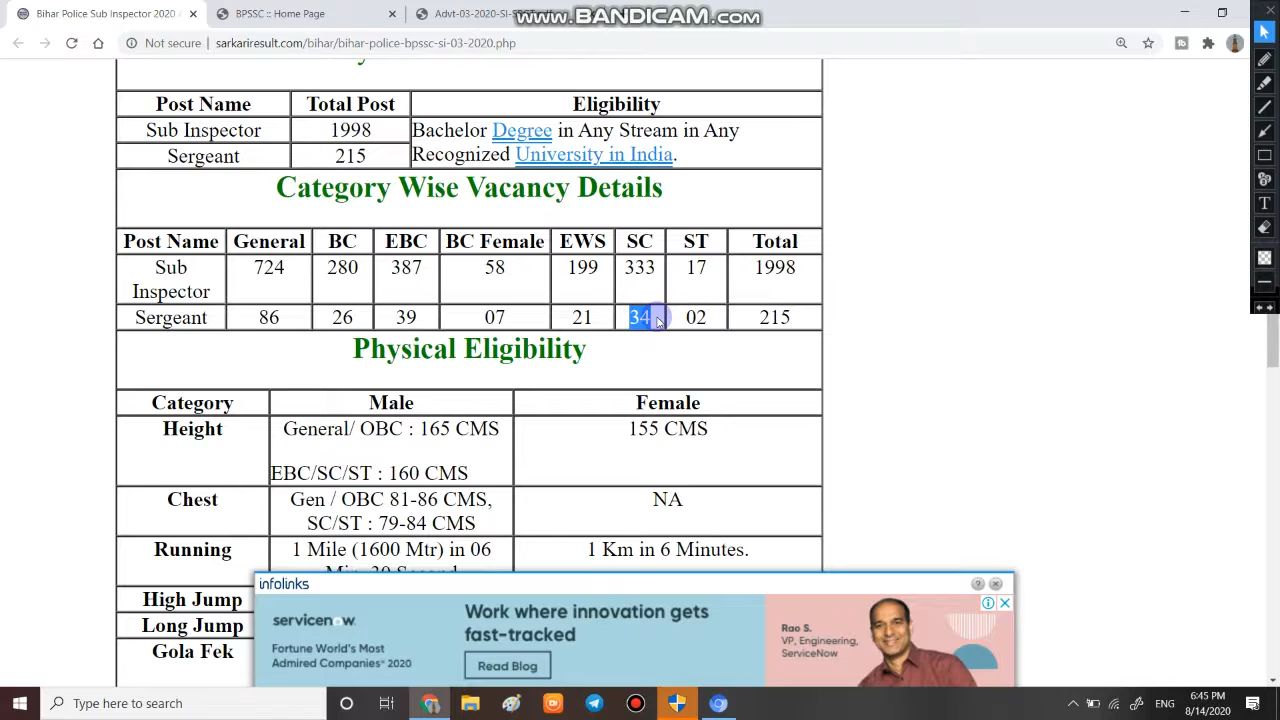 Bihar Police Sub Inspector 2020
BPSSC :: Home Page
Advt-03-2020-SI-
www.BANDICAM.com
Not secure
sarkariresult.com/bihar/bihar-police-bpssc-si-03-2020.php
Post Name Total Post Eligibility
Sub Inspector 1998 Bachelor Degree in Any Stream in Any
Sergeant 215 Recognized University in India.
Category Wise Vacancy Details
Post Name General BC EBC BC Female EWS SC ST Total
Sub 724 280 387 58 199 333 17 1998
Inspector
Sergeant 86 26 39 07 21 34 02 215
Physical Eligibility
Category Male Female
Height General/ OBC : 165 CMS 155 CMS
EBC/SC/ST : 160 CMS
Chest Gen / OBC 81-86 CMS, NA
SC/ST : 79-84 CMS
Running 1 Mile (1600 Mtr) in 06 1 Km in 6 Minutes.
High Jump
Long Jump
Gola Fek
infolinks
servicenow.
Fortune World's Most
Admired Companies® 2020
Work where innovation gets
fast-tracked
Read Blog
Rao S.
VP, Engineering,
ServiceNow
Type here to search
ENG
6:45 PM
8/14/2020